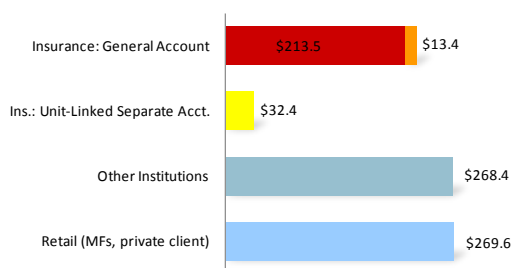 Insurance: General Account $213.5 $13.4
Ins.: Unit-Linked Separate Acct. $32.4
Other Institutions $268.4
Retail (MFs, private client) $269.6